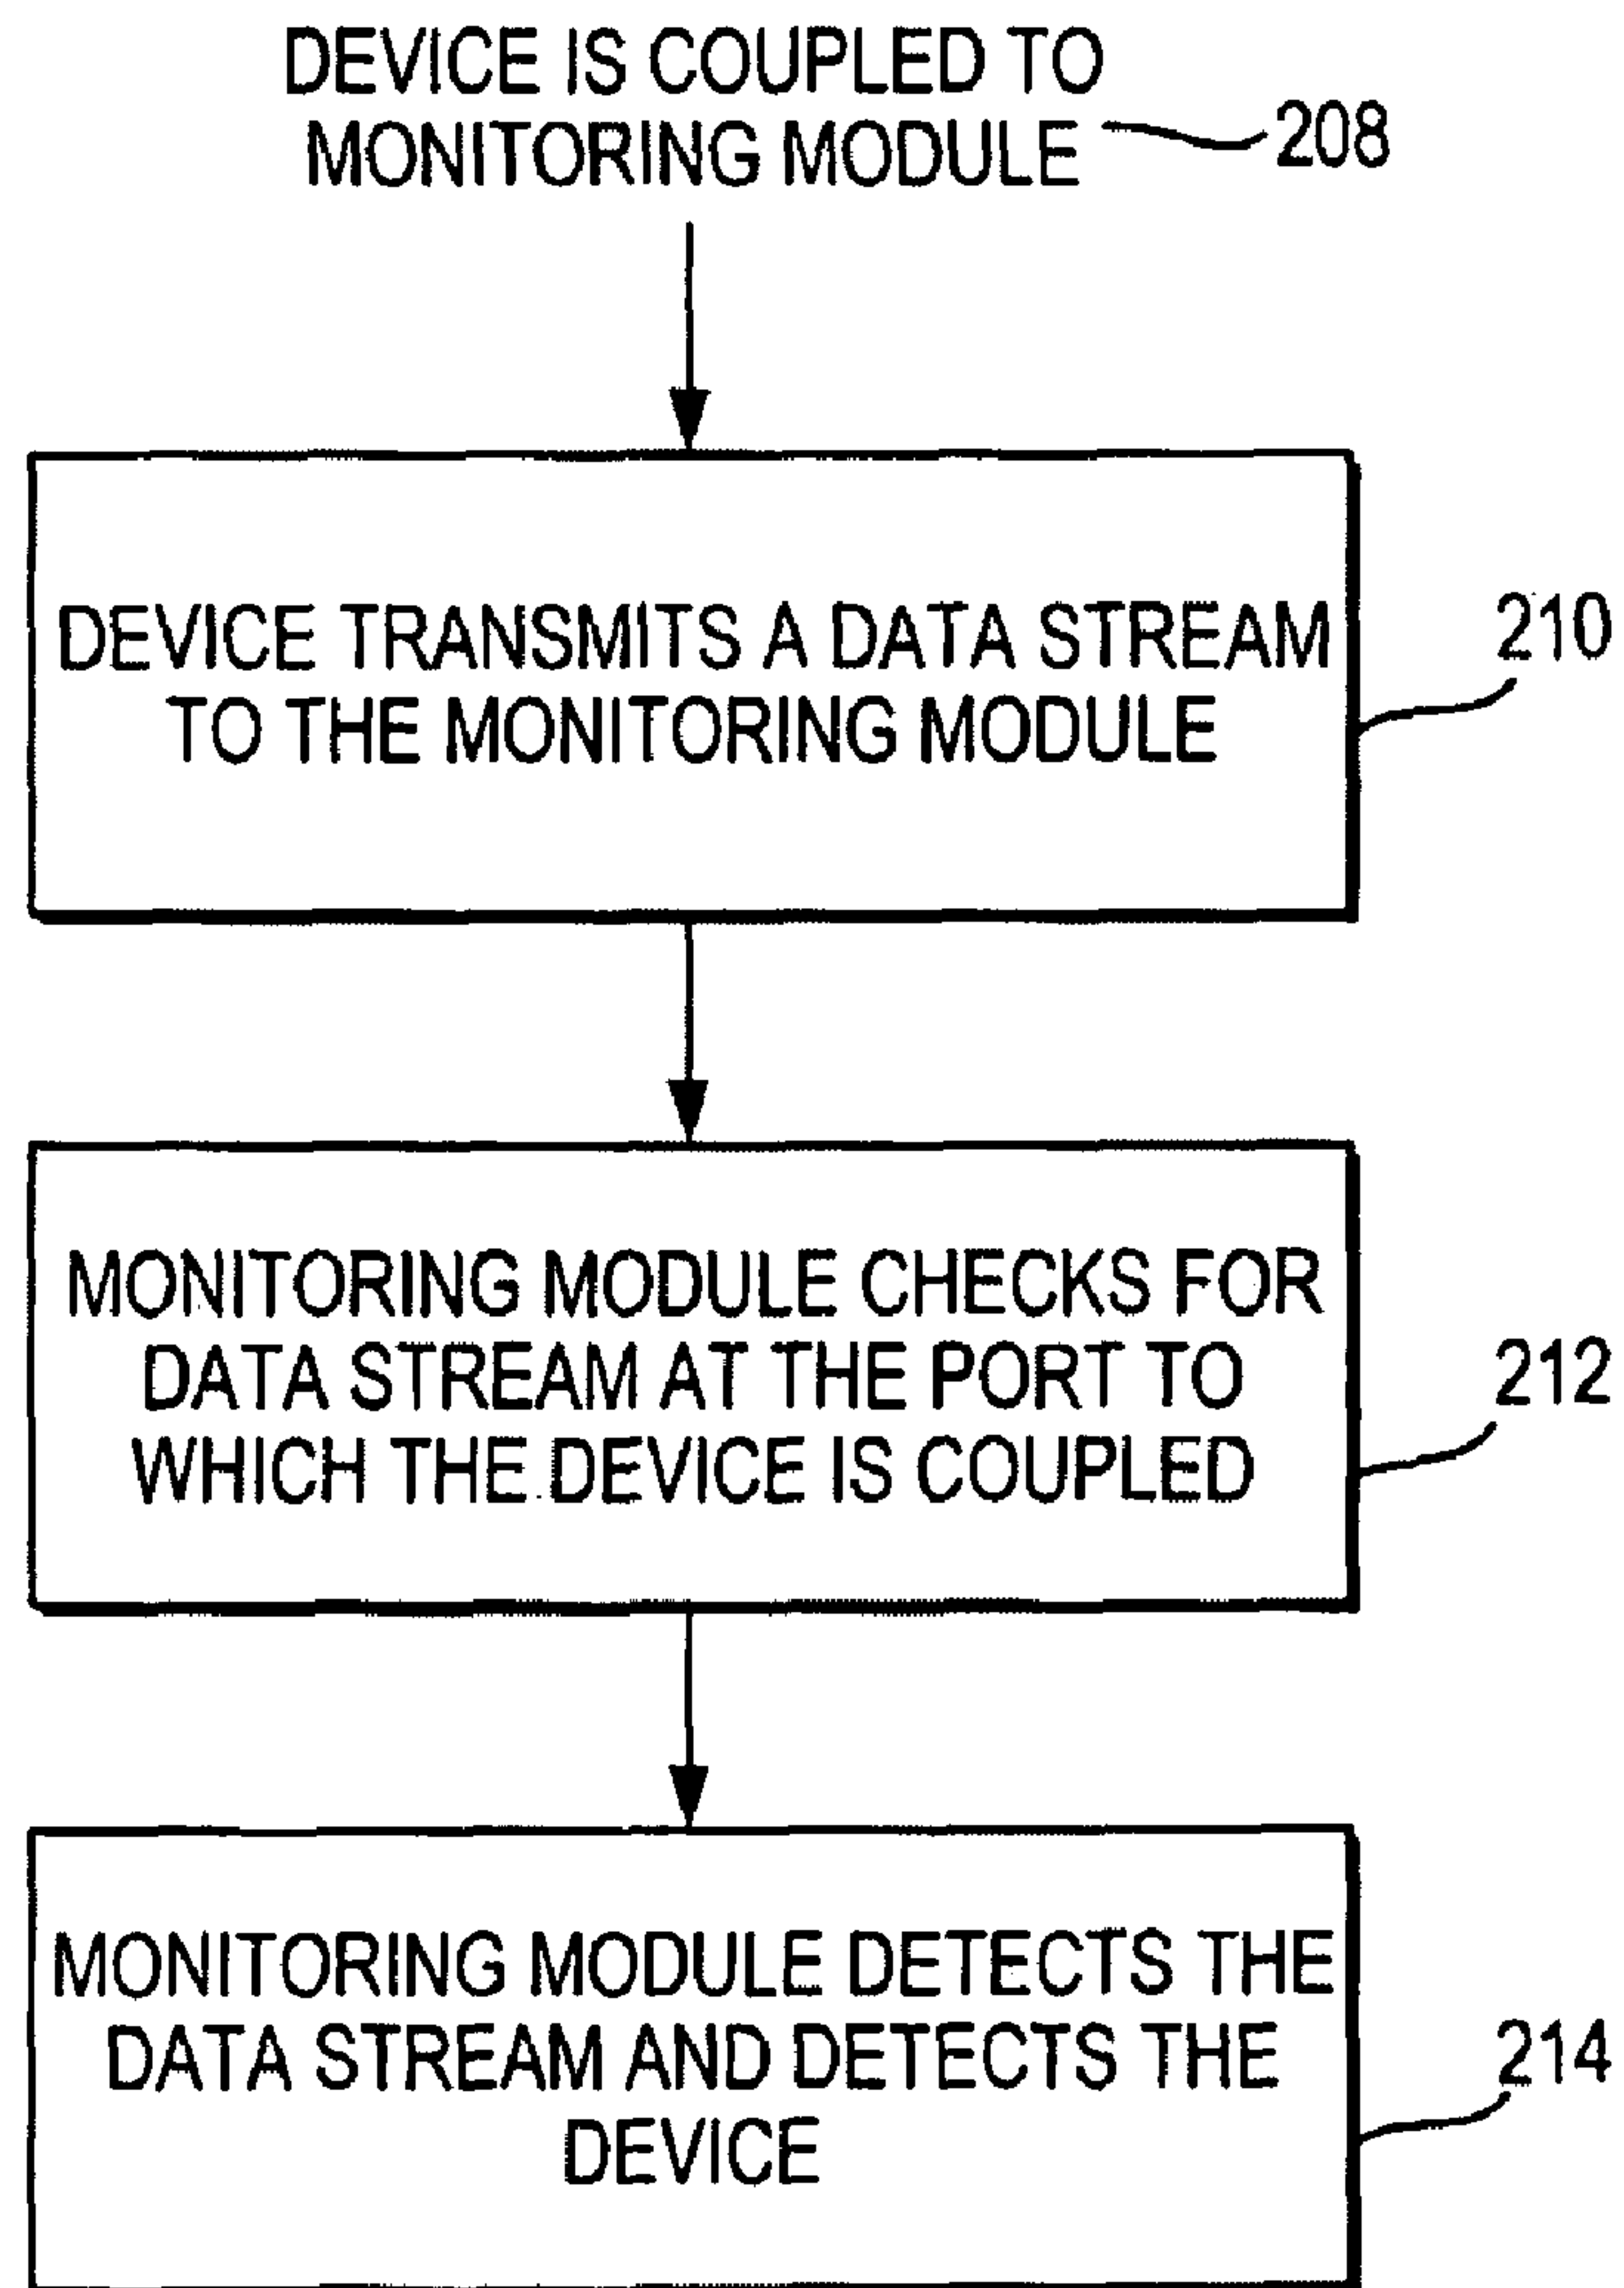 DEVICE IS COUPLED TO
MONITORING MODULE 208
DEVICE TRANSMITS A DATA STREAM
TO THE MONITORING MODULE
210
MONITORING MODULE CHECKS FOR
DATA STREAM AT THE PORT TO
WHICH THE DEVICE IS COUPLED
212
MONITORING MODULE DETECTS THE
DATA STREAM AND DETECTS THE
DEVICE
214